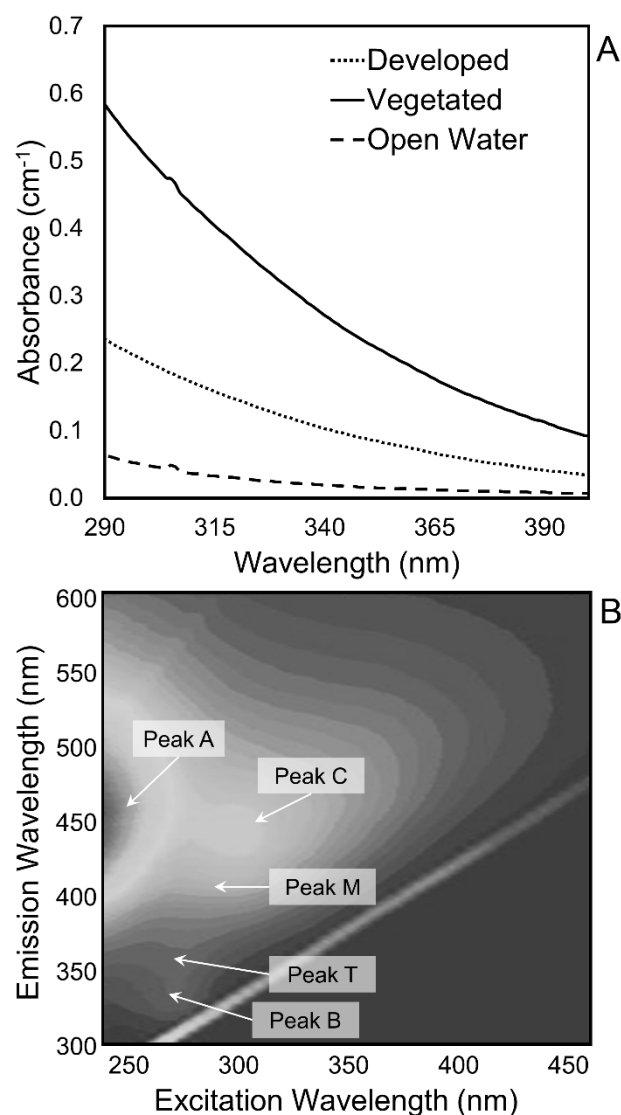 A
Developed
Vegetated
Open Water
0.7
0.6
0.5
0.4
0.3
0.2
0.1
0.0
Absorbance (cm⁻¹)
290 315 340 365 390
Wavelength (nm)
B
600
550
500
450
400
350
300
Emission Wavelength (nm)
Peak A
Peak C
Peak M
Peak T
Peak B
250 300 350 400 450
Excitation Wavelength (nm)